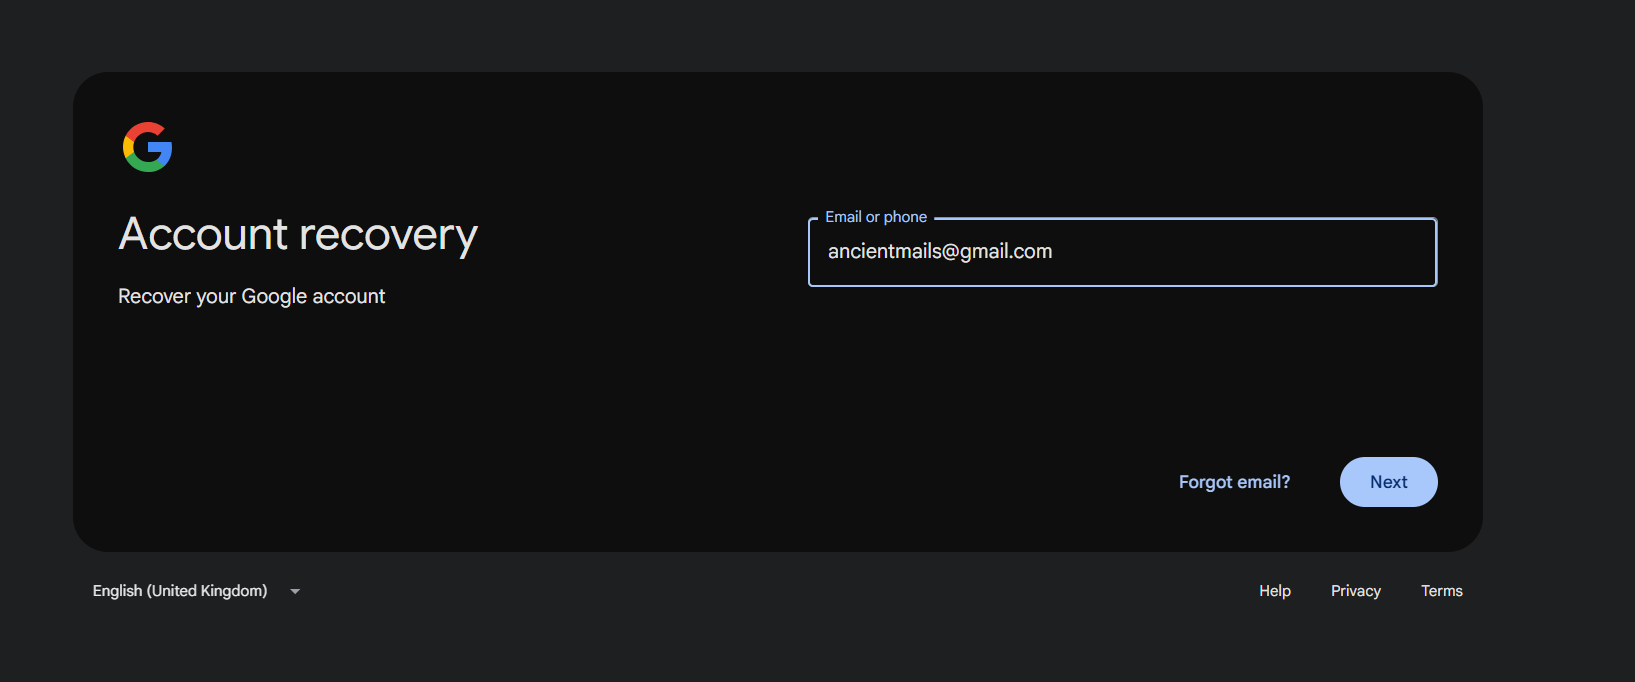 Account recovery
Recover your Google account
Email or phone
ancientmails@gmail.com
Forgot email?
Next
English (United Kingdom)
Help
Privacy
Terms